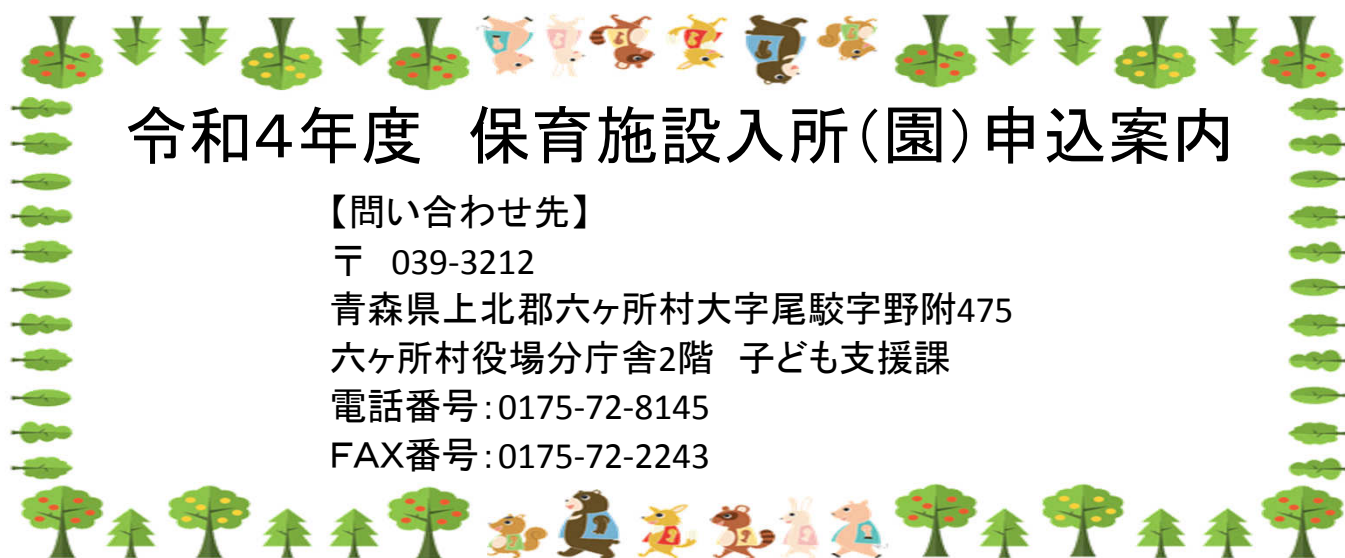 令和4年度　保育施設入所(園)申込案内
【問い合わせ先】
〒　039-3212
青森県上北郡六ヶ所村大字尾駮字野附475
六ヶ所村役場分庁舎2階　子ども支援課
電話番号:0175-72-8145
FAX番号:0175-72-2243